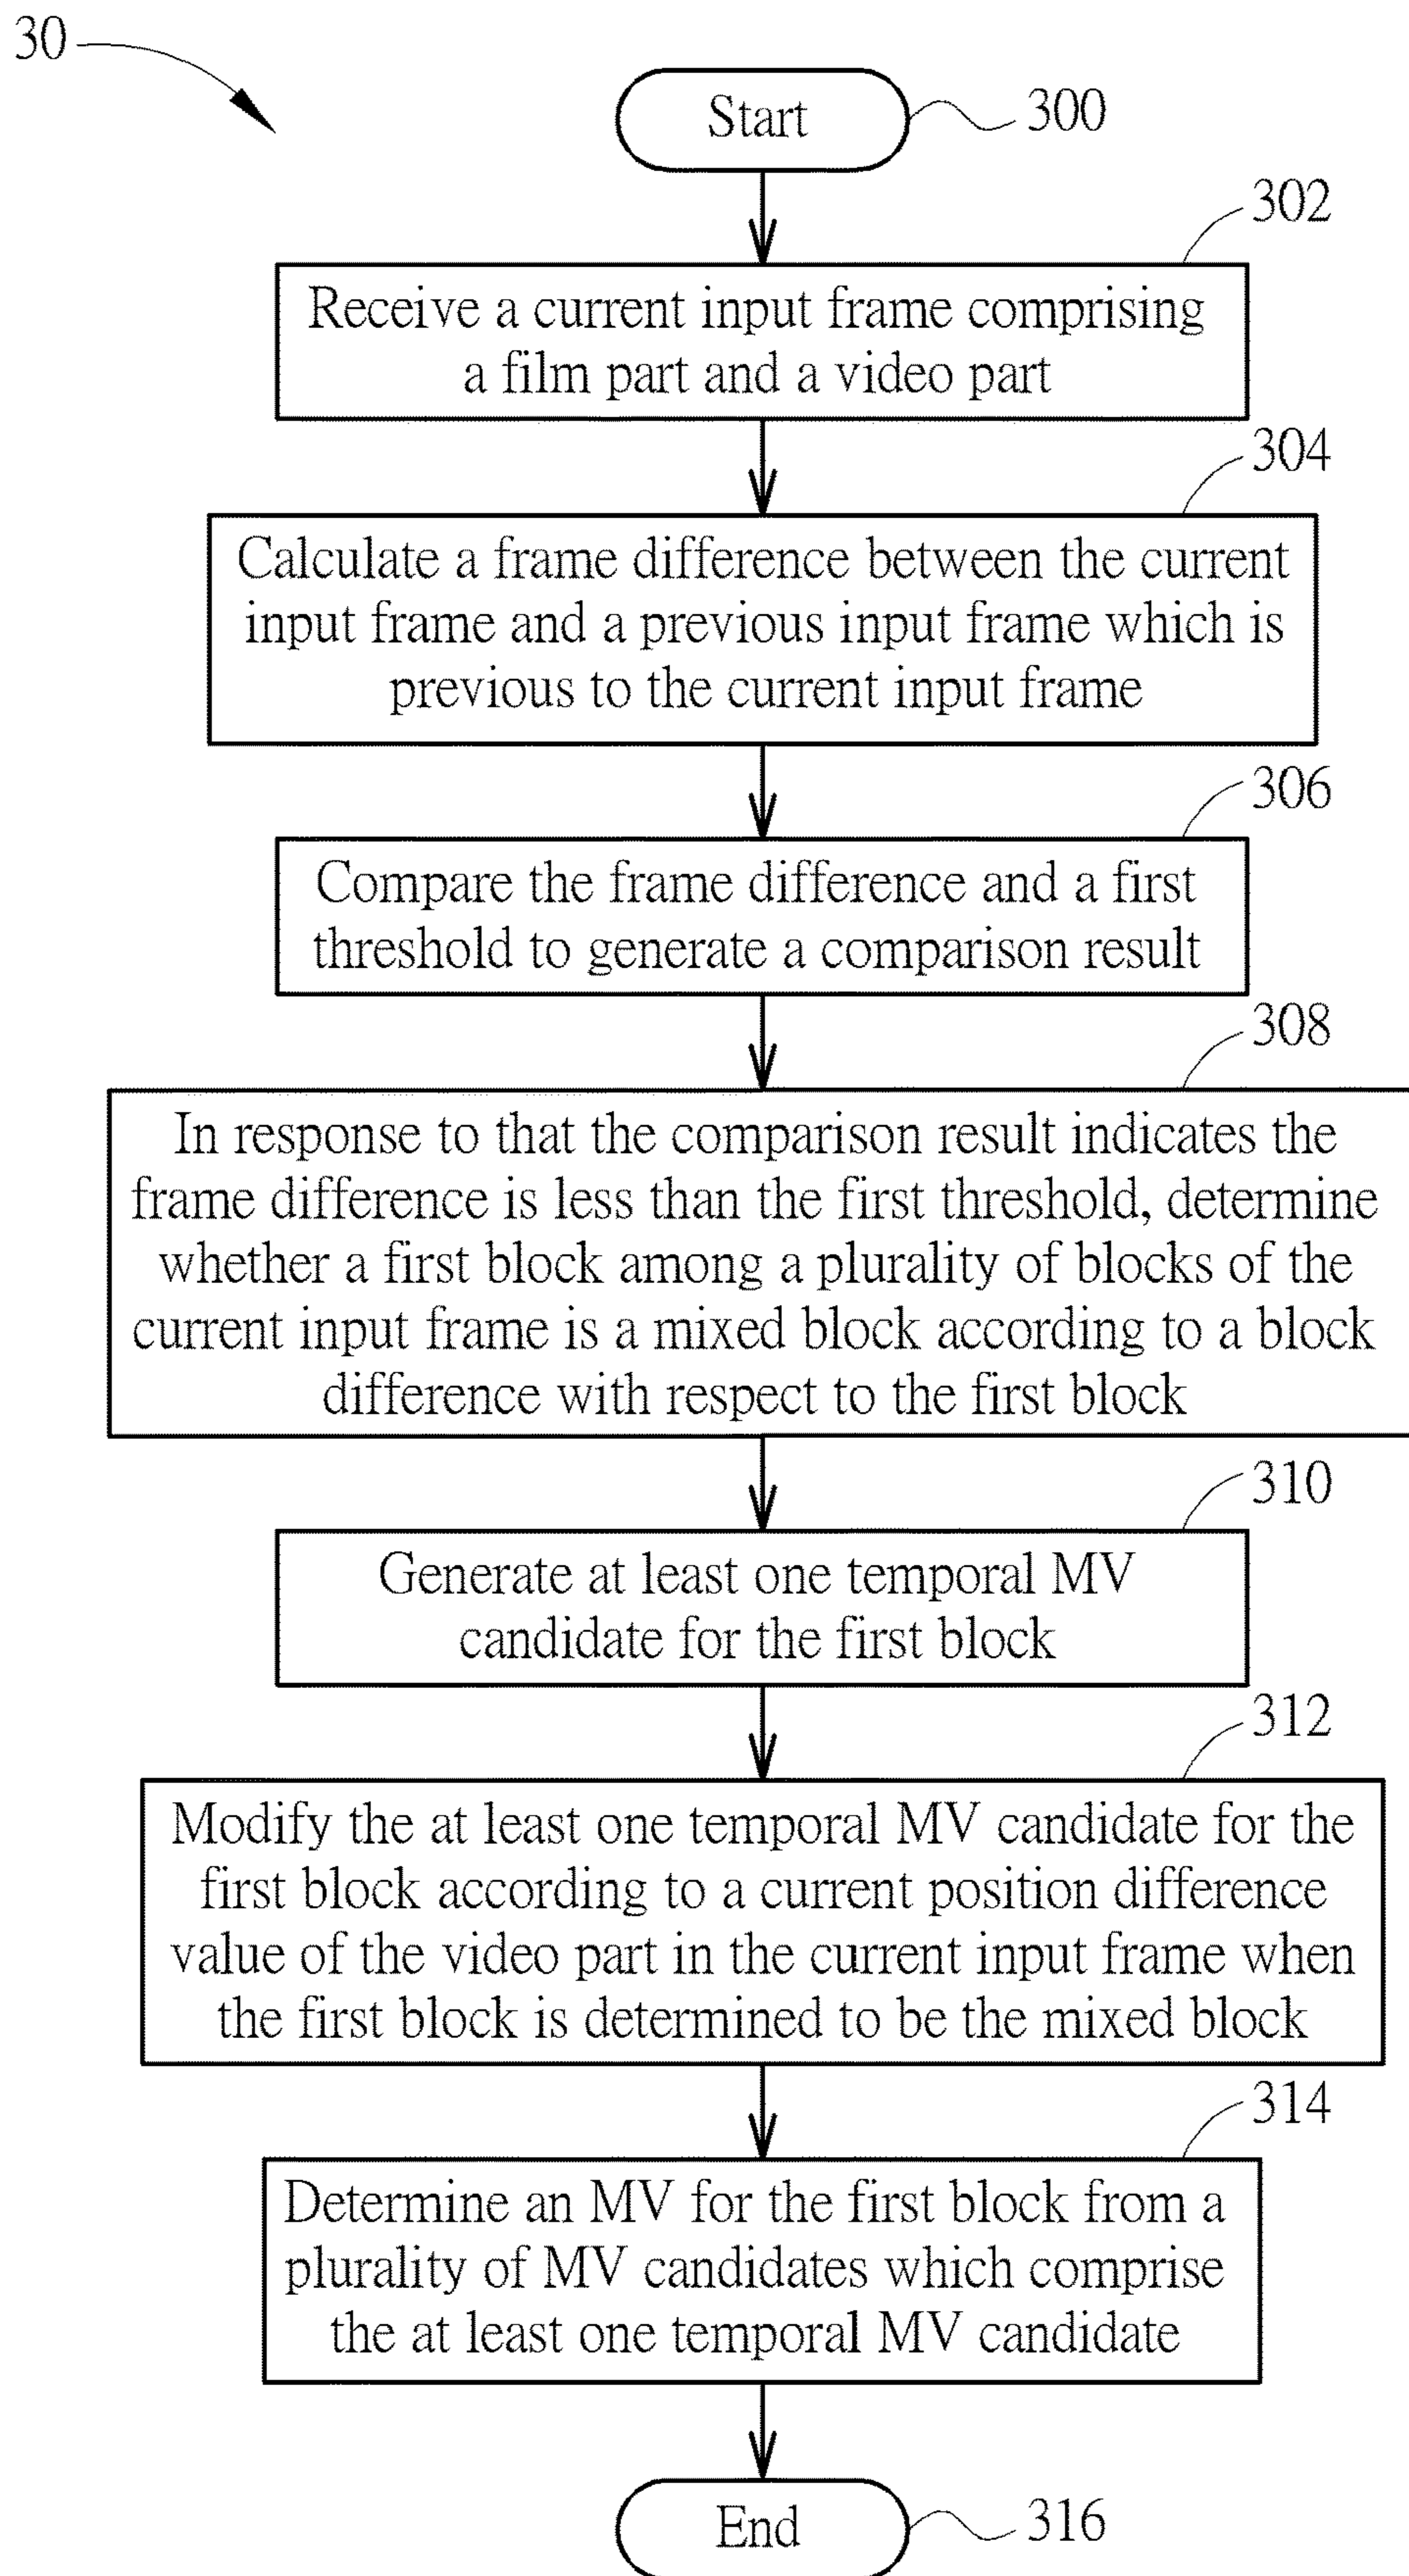 30
Start
300
302
Receive a current input frame comprising
a film part and a video part
304
Calculate a frame difference between the current
input frame and a previous input frame which is
previous to the current input frame
306
Compare the frame difference and a first
threshold to generate a comparison result
308
In response to that the comparison result indicates the
frame difference is less than the first threshold, determine
whether a first block among a plurality of blocks of the
current input frame is a mixed block according to a block
difference with respect to the first block
310
Generate at least one temporal MV
candidate for the first block
312
Modify the at least one temporal MV candidate for the
first block according to a current position difference
value of the video part in the current input frame when
the first block is determined to be the mixed block
314
Determine an MV for the first block from a
plurality of MV candidates which comprise
the at least one temporal MV candidate
End
316